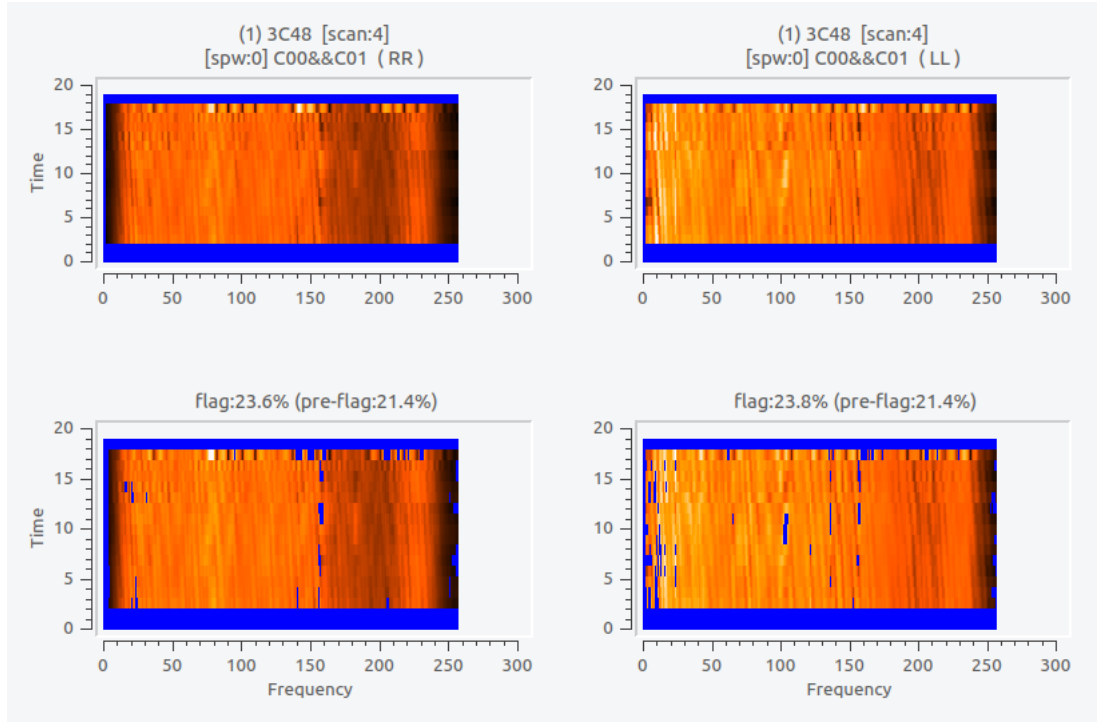 (1) 3C48 [scan:4]
[spw:0] C00&&C01 ( RR )
20
15
10
5
0
Time
0 50 100 150 200 250 300
(1) 3C48 [scan:4]
[spw:0] C00&&C01 ( LL )
20
15
10
5
0
0 50 100 150 200 250 300
flag:23.6% (pre-flag:21.4%)
20
15
10
5
0
Time
0 50 100 150 200 250 300
Frequency
flag:23.8% (pre-flag:21.4%)
20
15
10
5
0
0 50 100 150 200 250 300
Frequency